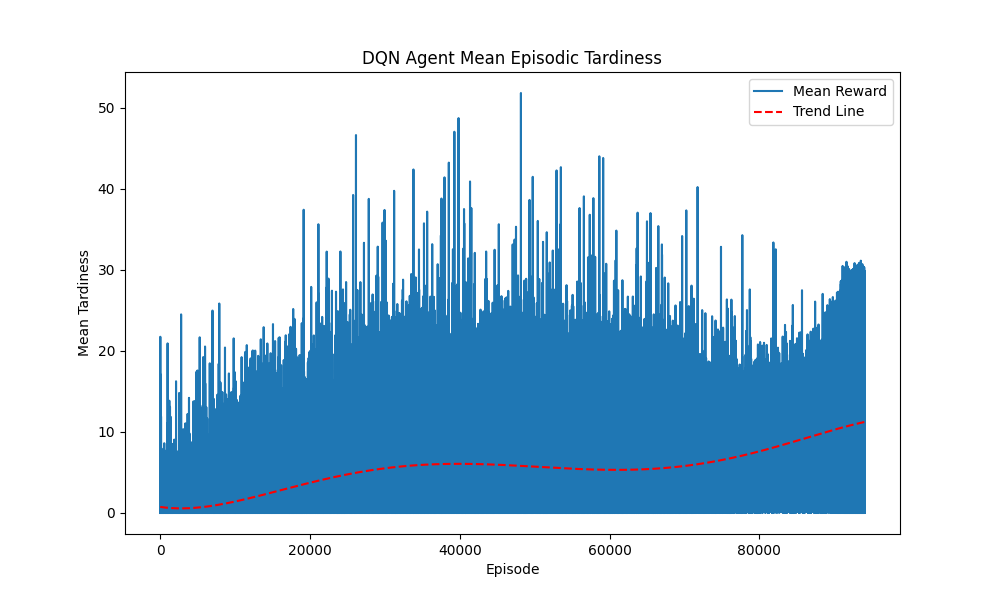 DQN Agent Mean Episodic Tardiness
Mean Reward
Trend Line
Mean Tardiness
50
40
30
20
10
0
0 20000 40000 60000 80000
Episode